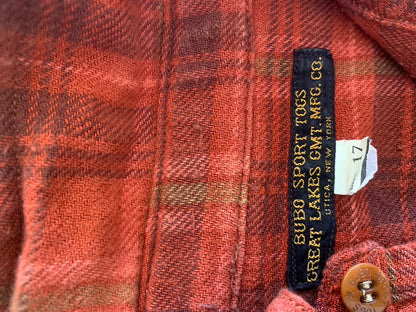 BUBO SPORT TOGS
GREAT LAKES GMT. MFG. CO.
UTICA, NEW YORK
17